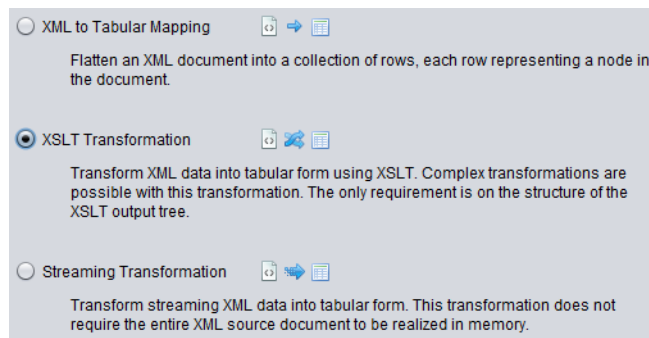 XML to Tabular Mapping
Flatten an XML document into a collection of rows, each row representing a node in
the document.
XSLT Transformation
Transform XML data into tabular form using XSLT. Complex transformations are
possible with this transformation. The only requirement is on the structure of the
XSLT output tree.
Streaming Transformation
Transform streaming XML data into tabular form. This transformation does not
require the entire XML source document to be realized in memory.